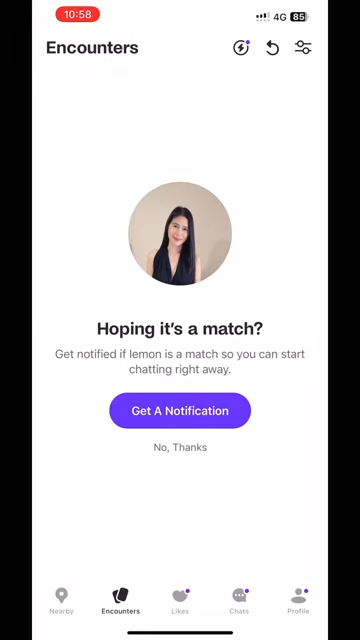 10:58
4G 85
Encounters
Hoping it's a match?
Get notified if lemon is a match so you can start
chatting right away.
Get A Notification
No, Thanks
Nearby Encounters Likes Chats Profile